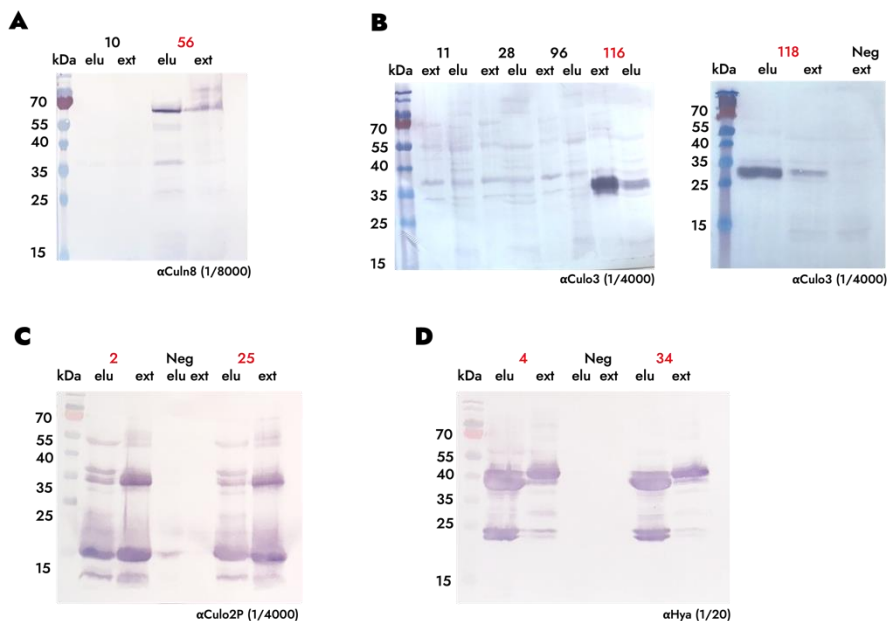 A
10 56
kDa elu ext elu ext
70
55
40
35
25
15
αCuln8 (1/8000)
B
11 28 96 116
kDa ext elu ext elu ext elu ext elu
70
55
40
35
25
15
αCulo3 (1/4000)
118 Neg
kDa elu ext ext
70
55
40
35
25
15
αCulo3 (1/4000)
C
2 Neg 25
kDa elu ext elu ext elu ext
70
55
40
35
25
15
αCulo2P (1/4000)
D
4 Neg 34
kDa elu ext elu ext elu ext
70
55
40
35
25
15
αHya (1/20)